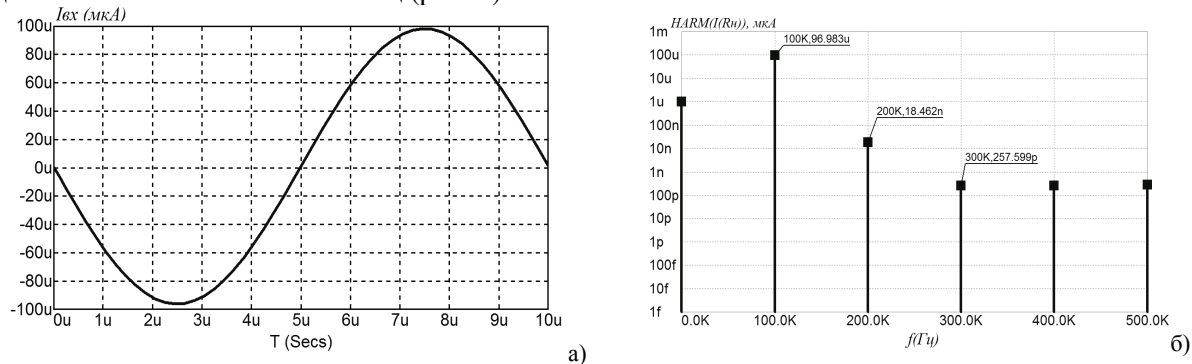 Iвх (мкА)
100u
80u
60u
40u
20u
0u
-20u
-40u
-60u
-80u
-100u
0u 1u 2u 3u 4u 5u 6u 7u 8u 9u 10u
T (Secs)
а)
HARM(I(Rн)), мкА
1m
100u
10u
1u
100n
10n
1n
100p
10p
1p
100f
10f
1f
100K,96.983u
200K,18.462n
300K,257.599p
0.0K 100.0K 200.0K 300.0K 400.0K 500.0K
f(Гц)
б)